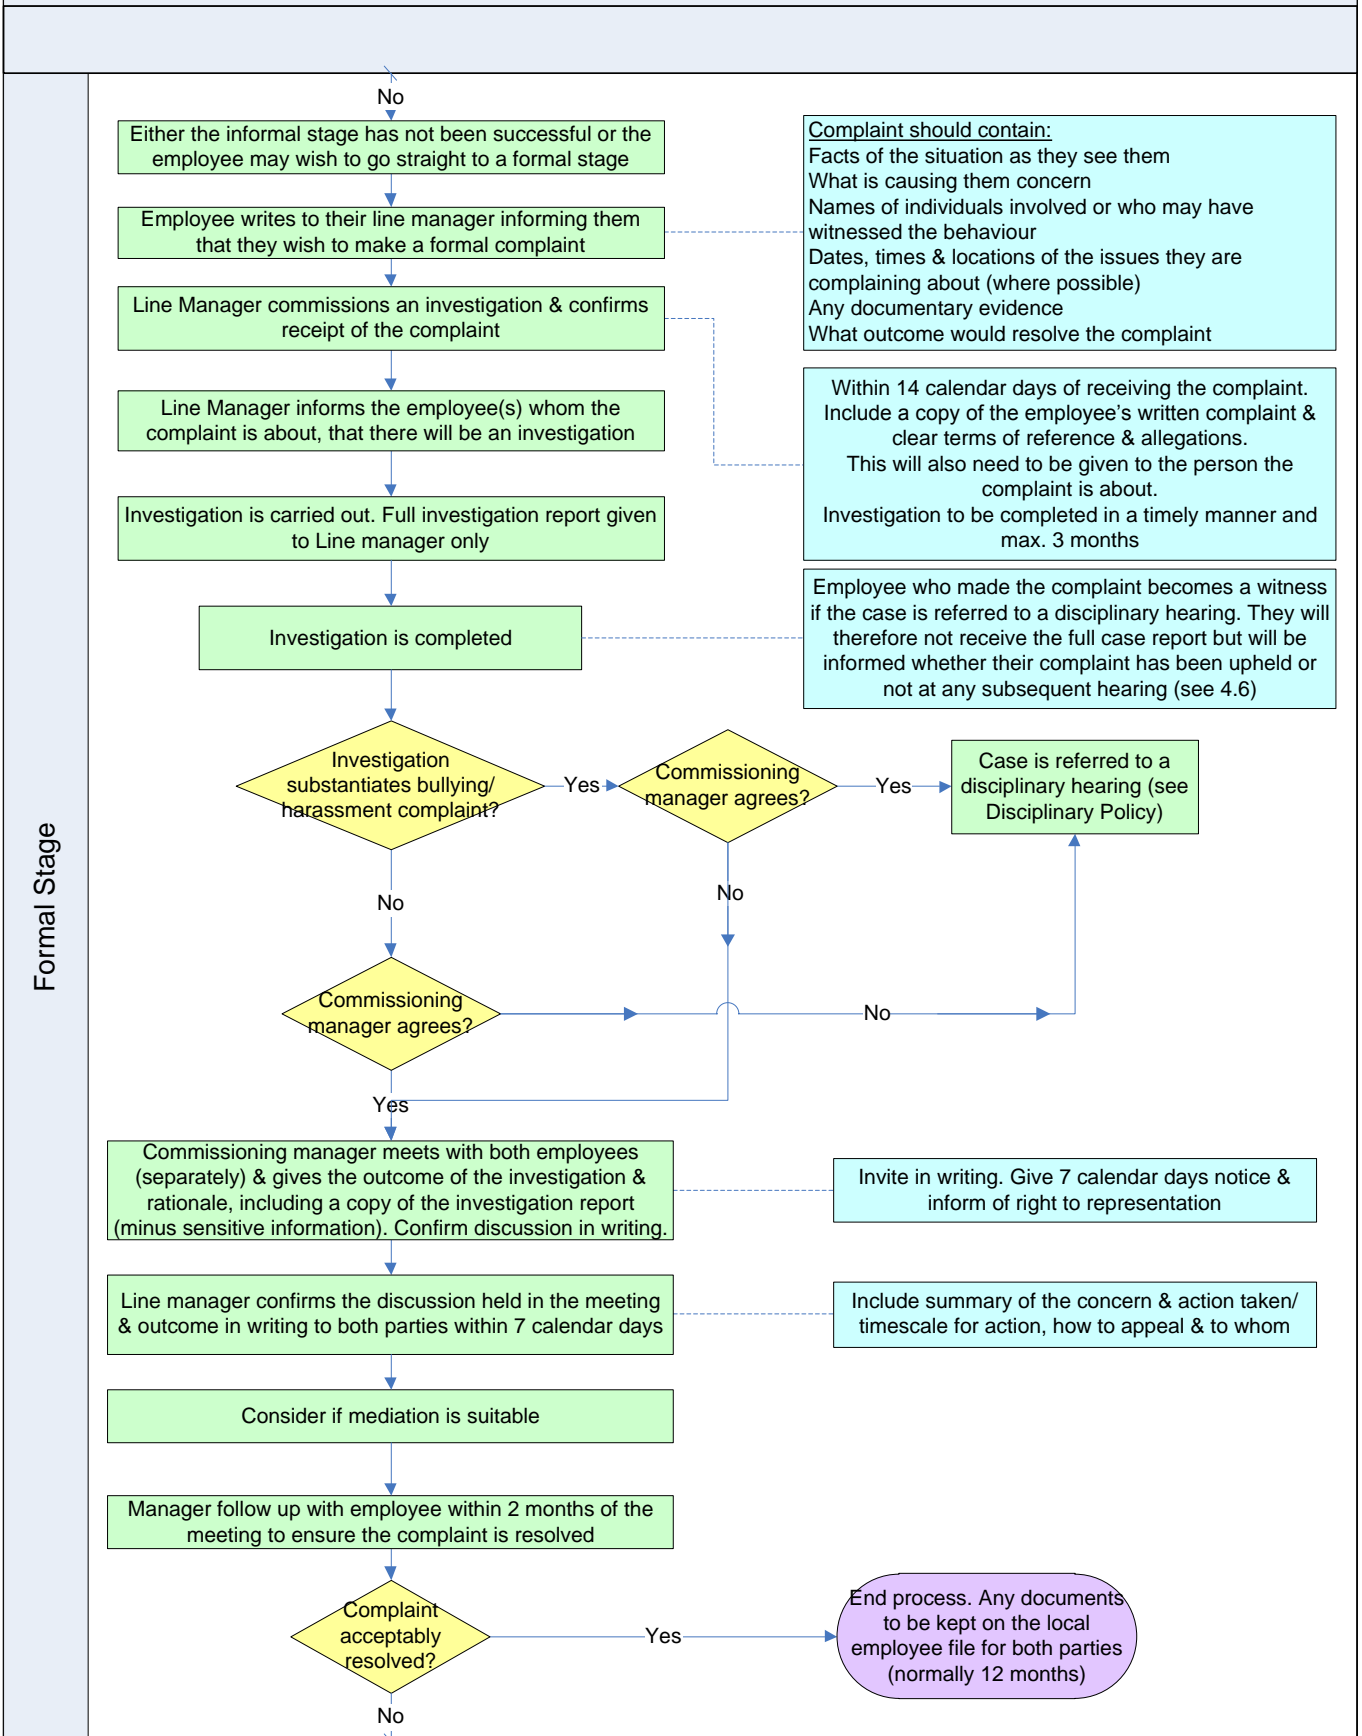 No
Either the informal stage has not been successful or the
employee may wish to go straight to a formal stage
Complaint should contain:
Facts of the situation as they see them
What is causing them concern
Names of individuals involved or who may have
witnessed the behaviour
Dates, times & locations of the issues they are
complaining about (where possible)
Any documentary evidence
What outcome would resolve the complaint
Employee writes to their line manager informing them
that they wish to make a formal complaint
Line Manager commissions an investigation & confirms
receipt of the complaint
Within 14 calendar days of receiving the complaint.
Include a copy of the employee's written complaint &
clear terms of reference & allegations.
This will also need to be given to the person the
complaint is about.
Investigation to be completed in a timely manner and
max. 3 months
Line Manager informs the employee(s) whom the
complaint is about, that there will be an investigation
Investigation is carried out. Full investigation report given
to Line manager only
Investigation is completed
Employee who made the complaint becomes a witness
if the case is referred to a disciplinary hearing. They will
therefore not receive the full case report but will be
informed whether their complaint has been upheld or
not at any subsequent hearing (see 4.6)
Investigation
substantiates bullying/
harassment complaint?
Yes
Commissioning
manager agrees?
Yes
Case is referred to a
disciplinary hearing (see
Disciplinary Policy)
No
No
Formal Stage
Commissioning
manager agrees?
No
Yes
Commissioning manager meets with both employees
(separately) & gives the outcome of the investigation &
rationale, including a copy of the investigation report
(minus sensitive information). Confirm discussion in writing.
Invite in writing. Give 7 calendar days notice &
inform of right to representation
Line manager confirms the discussion held in the meeting
& outcome in writing to both parties within 7 calendar days
Include summary of the concern & action taken/
timescale for action, how to appeal & to whom
Consider if mediation is suitable
Manager follow up with employee within 2 months of the
meeting to ensure the complaint is resolved
Complaint
acceptably
resolved?
Yes
End process. Any documents
to be kept on the local
employee file for both parties
(normally 12 months)
No